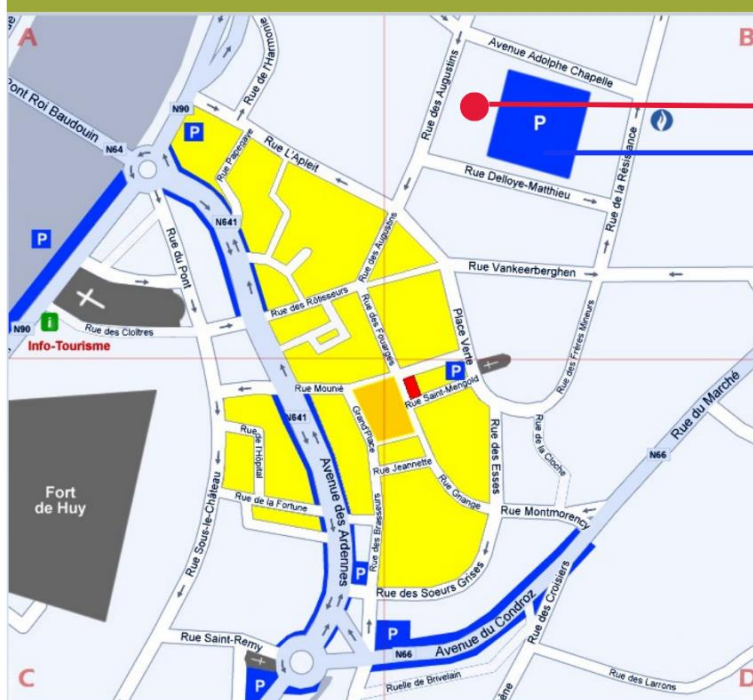 A
B
Pont Roi Baudouin
N90
N64
Rue de l'Harmonie
P
Rue Papegaye
Rue L'Apleit
Rue des Augustins
Avenue Adolphe Chapelle
P
Rue Delloye-Matthieu
Rue de la Résistance
P
Rue du Pont
N641
Rue des Augustins
Rue Vankeerberghen
Rue des Rôtisseurs
Rue des Fouarges
Place Verte
Rue des Frères Mineurs
N90
i
Rue des Cloîtres
Info-Tourisme
Rue Mounie
P
Rue Saint-Mengold
Grand'Place
N641
Rue de l'Hôpital
Rue Jeannette
Rue Griange
Rue des Esses
Rue de la Cloche
Rue du Marché
N66
Fort
de Huy
Rue Sous-le-Château
Rue de la Fortune
Avenue des Ardennes
Rue des Brasseurs
Rue Montmorency
P
Rue des Soeurs Grises
Rue des Croisiers
Rue Saint-Remy
P
N66
Avenue du Condroz
C
P
Ruelle de Brivelain
Rue des Larrons
D